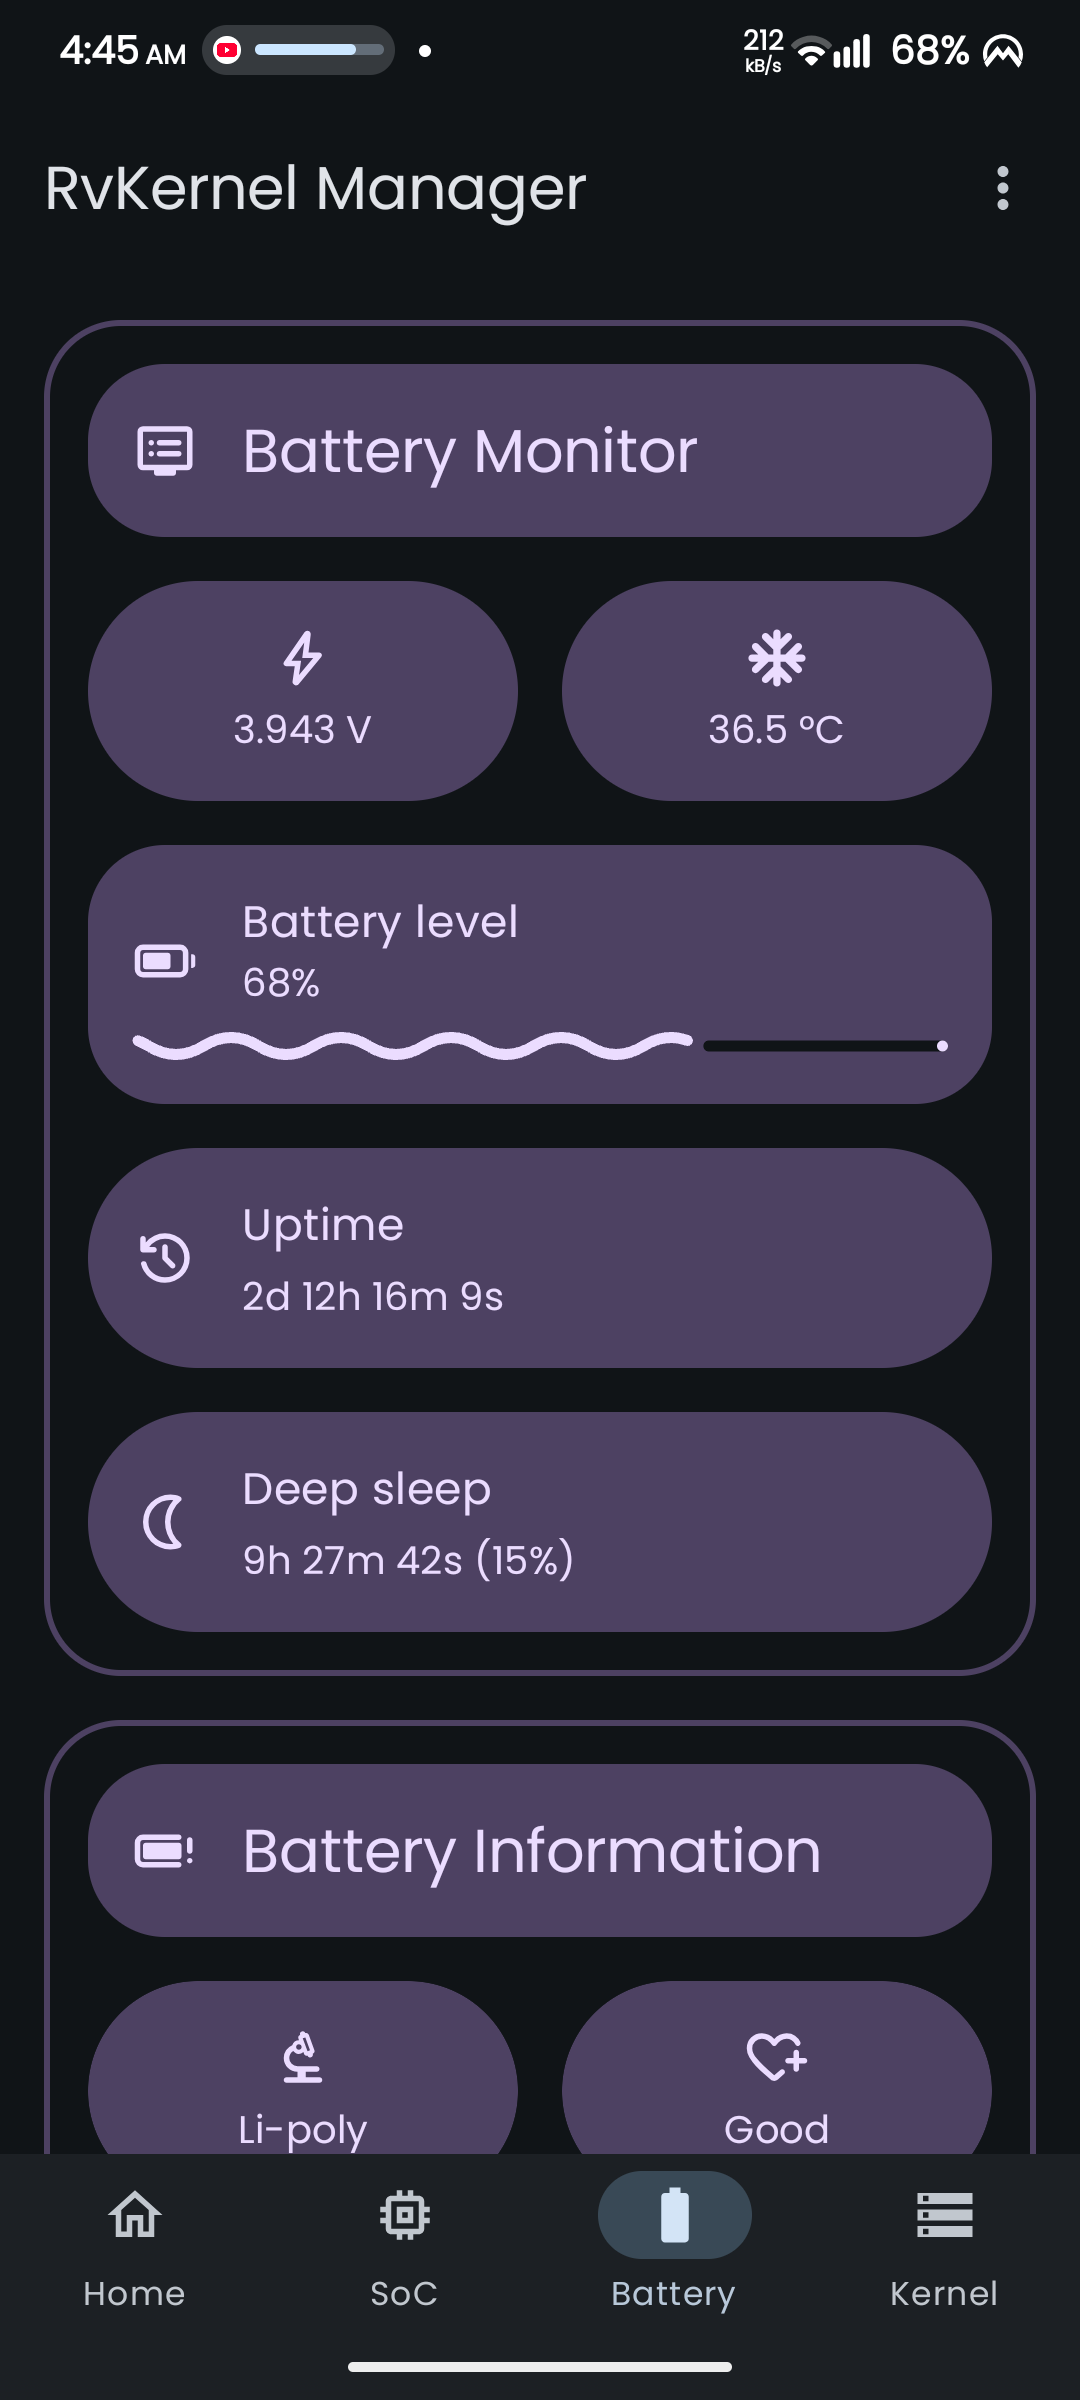 4:45 AM
212 kB/s
68%
RvKernel Manager
Battery Monitor
3.943 V
36.5 °C
Battery level
68%
Uptime
2d 12h 16m 9s
Deep sleep
9h 27m 42s (15%)
Battery Information
Li-poly
Good
Home
SoC
Battery
Kernel